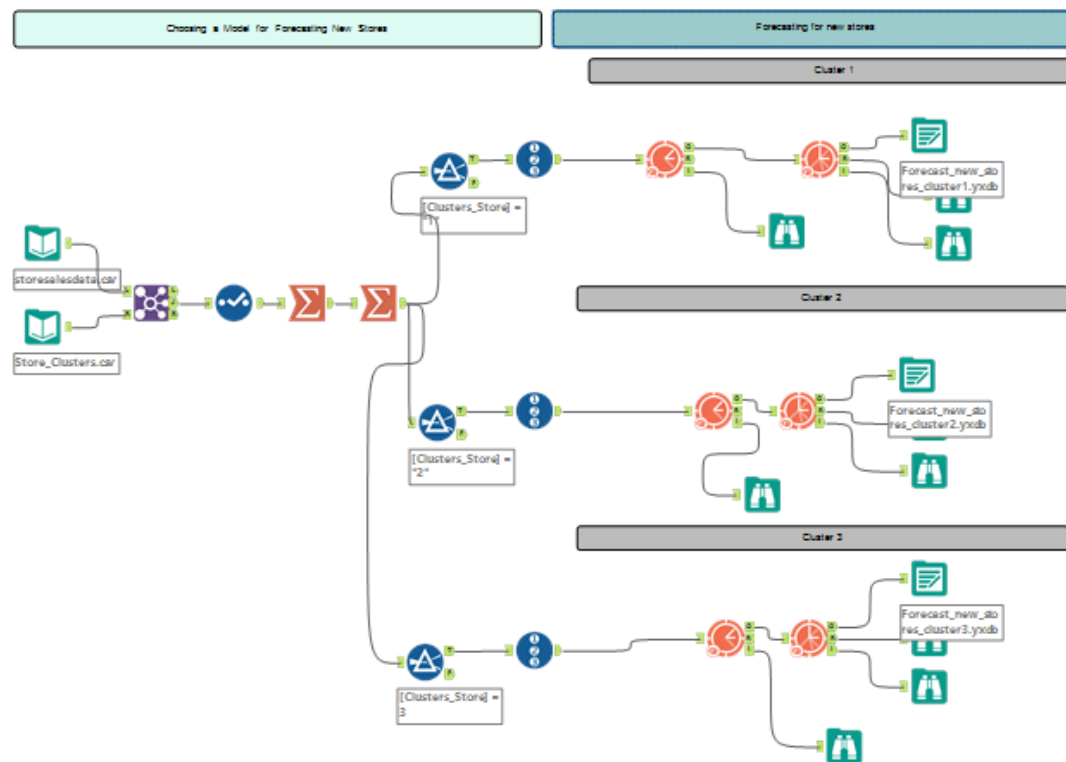 Choosing a Model for Forecasting New Stores
Forecasting for new stores
Cluster 1
[Clusters_Store] =
"1"
Forecast_new_sto
res_cluster1.yxdb
storesalesdata.csv
Store_Clusters.csv
Cluster 2
[Clusters_Store] =
"2"
Forecast_new_sto
res_cluster2.yxdb
Cluster 3
[Clusters_Store] =
3
Forecast_new_sto
res_cluster3.yxdb